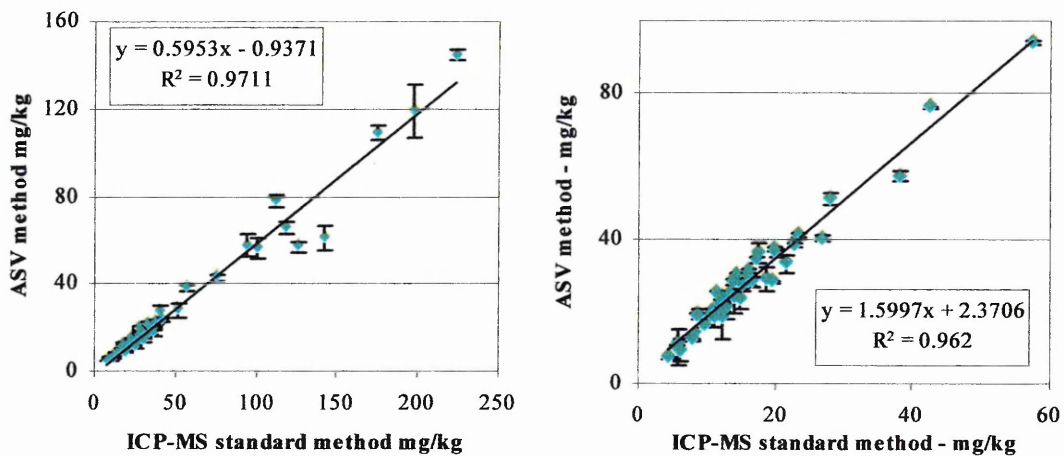 160
120
80
40
0
ASV method mg/kg
y = 0.5953x - 0.9371
R² = 0.9711
0 50 100 150 200 250
ICP-MS standard method mg/kg
80
40
0
ASV method - mg/kg
y = 1.5997x + 2.3706
R² = 0.962
0 20 40 60
ICP-MS standard method - mg/kg